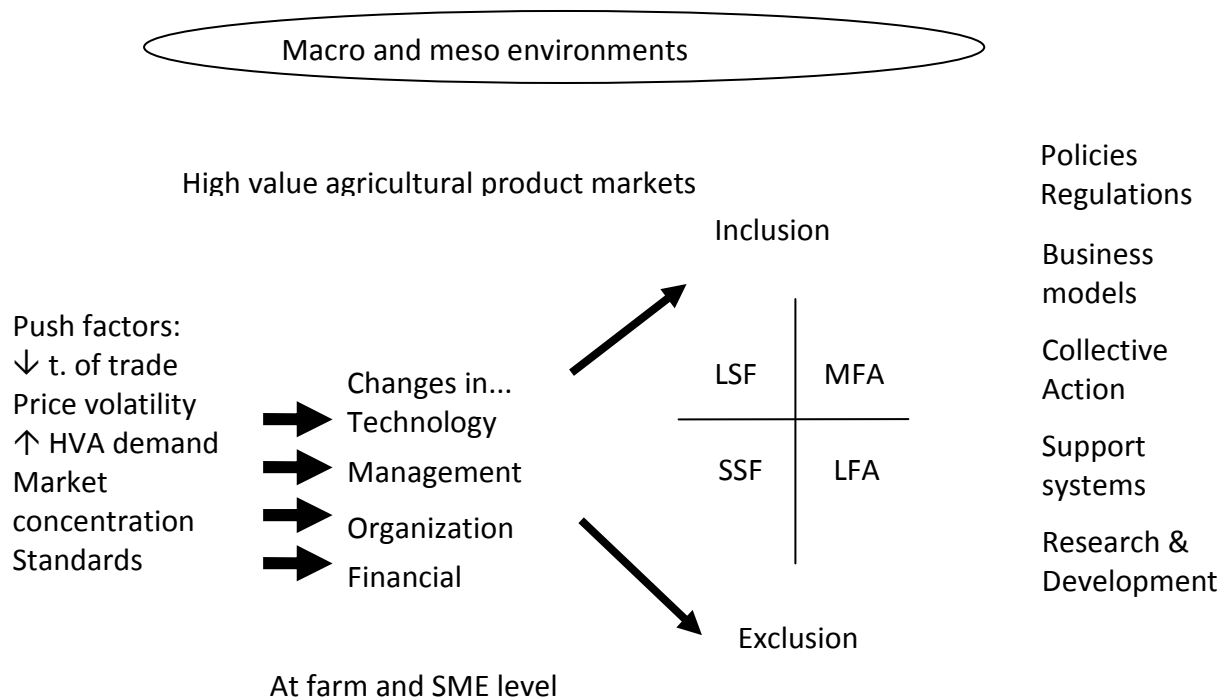 Macro and meso environments
High value agricultural product markets
Push factors:
↓ t. of trade
Price volatility
↑ HVA demand
Market
concentration
Standards
Changes in...
Technology
Management
Organization
Financial
At farm and SME level
Inclusion
LSF
MFA
SSF
LFA
Exclusion
Policies
Regulations
Business
models
Collective
Action
Support
systems
Research &
Development